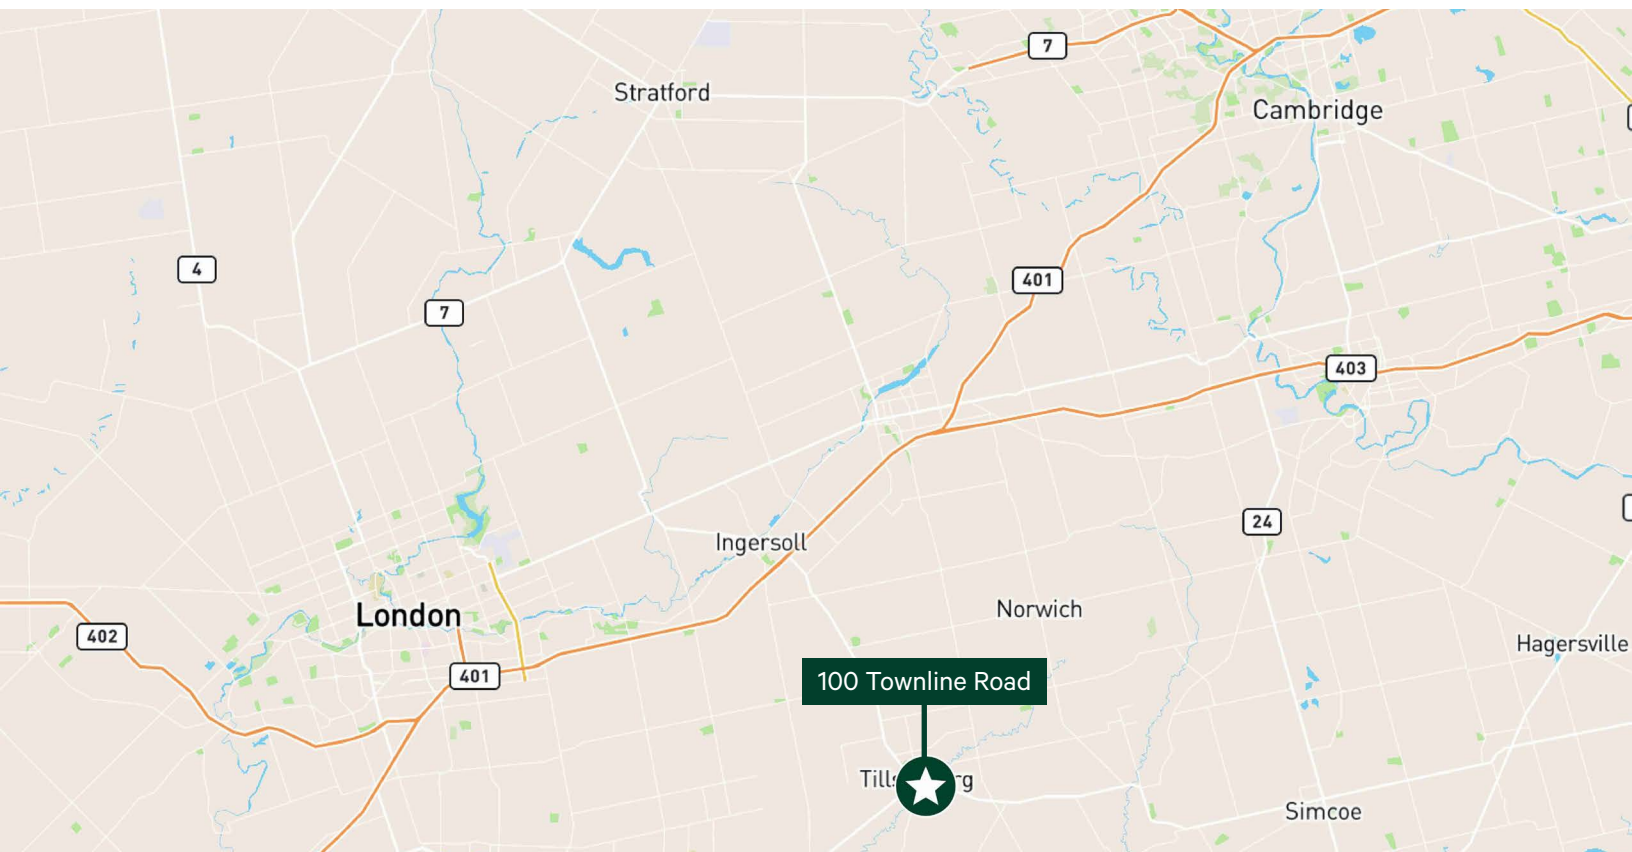 7
Stratford
Cambridge
4
401
7
403
24
Ingersoll
Norwich
London
402
Hagersville
401
100 Townline Road
Simcoe